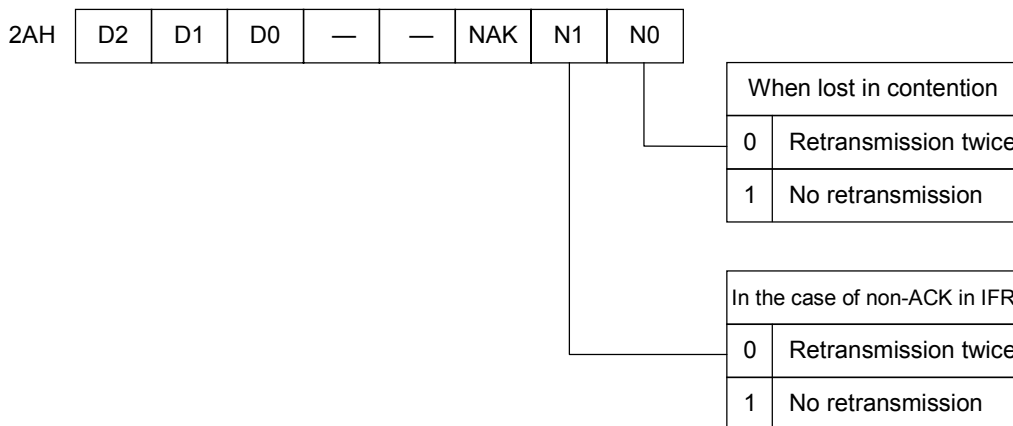 2AH D2 D1 D0 — — NAK N1 N0
When lost in contention
0 Retransmission twice
1 No retransmission
In the case of non-ACK in IFR
0 Retransmission twice
1 No retransmission